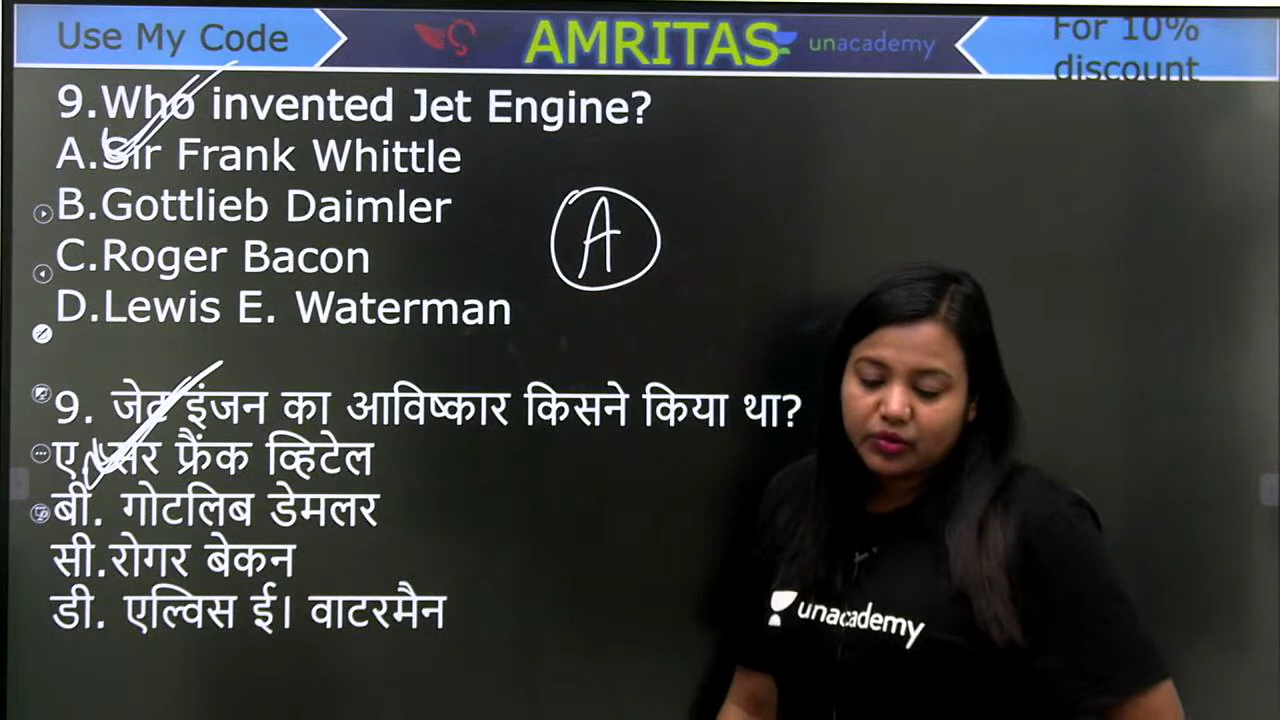 Use My Code
AMRITAS
unacademy
For 10%
discount
9.Who invented Jet Engine?
A.Sir Frank Whittle
B.Gottlieb Daimler
C.Roger Bacon
D.Lewis E. Waterman
A
9. जेट इंजन का आविष्कार किसने किया था?
ए. सर फ्रैंक व्हिटेल
बी. गोटलिब डेमलर
सी.रोगर बेकन
डी. एल्विस ई। वाटरमैन
unacademy